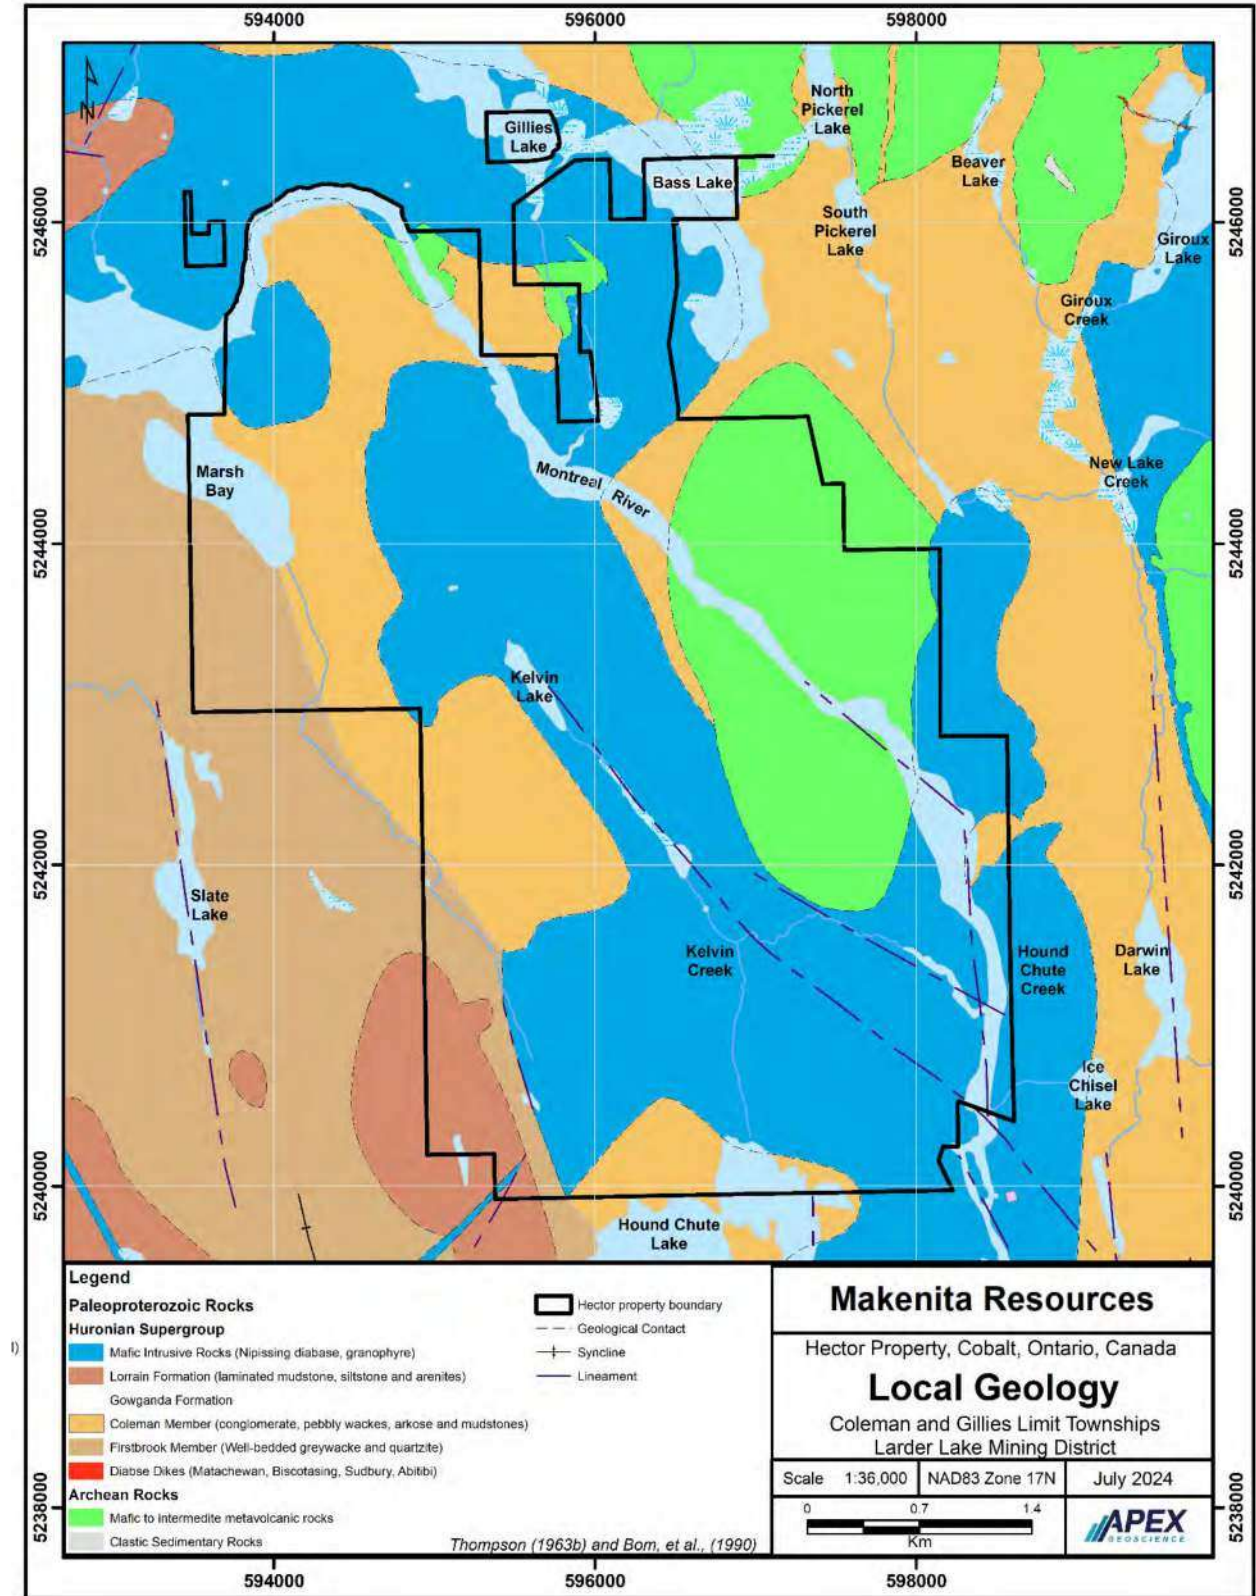 594000 596000 598000
N
North
Pickerel
Lake
Gillies
Lake
Beaver
Lake
Bass Lake
5246000
5246000
South
Pickerel
Lake
Giroux
Lake
Giroux
Creek
Marsh
Bay
Montreal River
New Lake
Creek
5244000
5244000
Kelvin
Lake
5242000
5242000
Slate
Lake
Kelvin
Creek
Hound
Chute
Creek
Darwin
Lake
Ice
Chisel
Lake
5240000
5240000
Hound Chute
Lake
Legend
Paleoproterozoic Rocks
Huronian Supergroup
Mafic Intrusive Rocks (Nipissing diabase, granophyre)
Lorrain Formation (laminated mudstone, siltstone and arenites)
Gowganda Formation
Coleman Member (conglomerate, pebbly wackes, arkose and mudstones)
Firstbrook Member (Well-bedded greywacke and quartzite)
Diabse Dikes (Matachewan, Biscotasing, Sudbury, Abitibi)
Archean Rocks
Mafic to intermedite metavolcanic rocks
Clastic Sedimentary Rocks
Hector property boundary
Geological Contact
Syncline
Lineament
Thompson (1963b) and Born, et al., (1990)
Makenita Resources
Hector Property, Cobalt, Ontario, Canada
Local Geology
Coleman and Gillies Limit Townships
Larder Lake Mining District
Scale 1:36,000 NAD83 Zone 17N July 2024
0 0.7 1.4
Km
APEX
GEOSCIENCE
5238000
5238000
594000 596000 598000